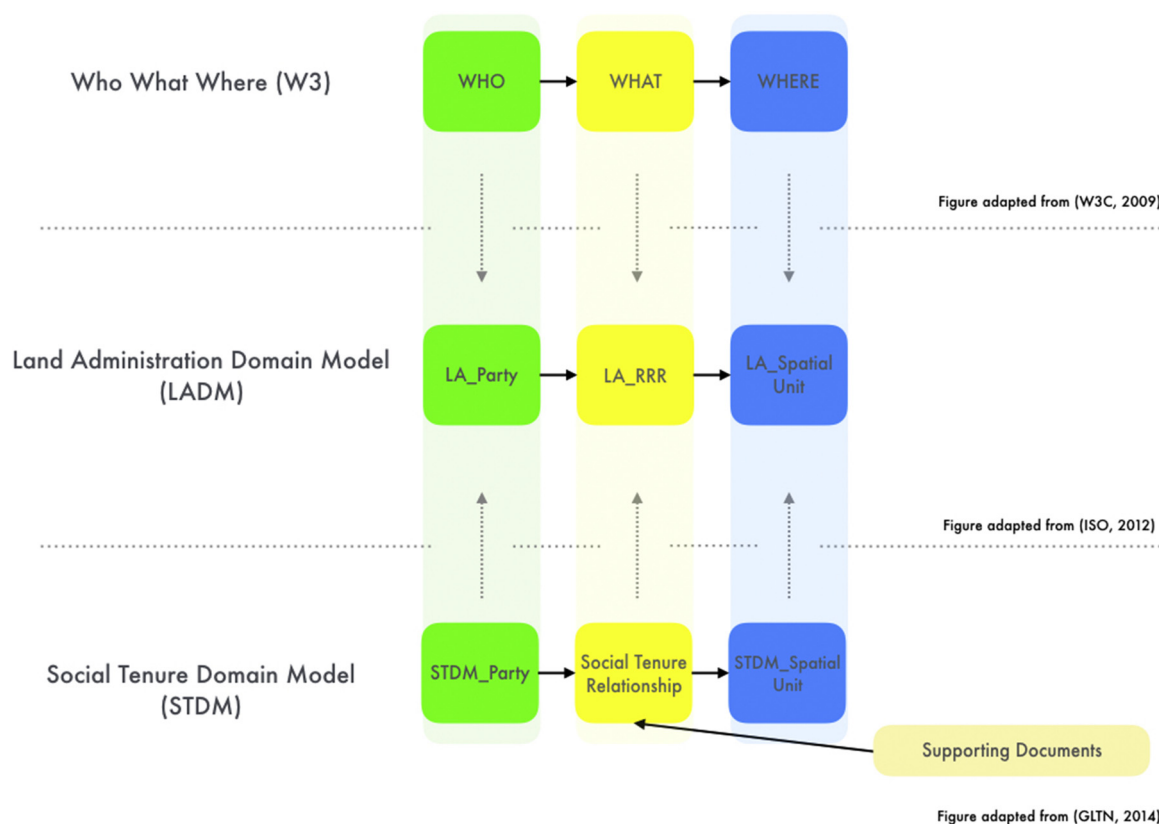 Who What Where (W3)
WHO
WHAT
WHERE
Figure adapted from (W3C, 2009)
Land Administration Domain Model
(LADM)
LA_Party
LA_RRR
LA_Spatial
Unit
Figure adapted from (ISO, 2012)
Social Tenure Domain Model
(STDM)
STDM_Party
Social Tenure
Relationship
STDM_Spatial
Unit
Supporting Documents
Figure adapted from (GLTN, 2014)